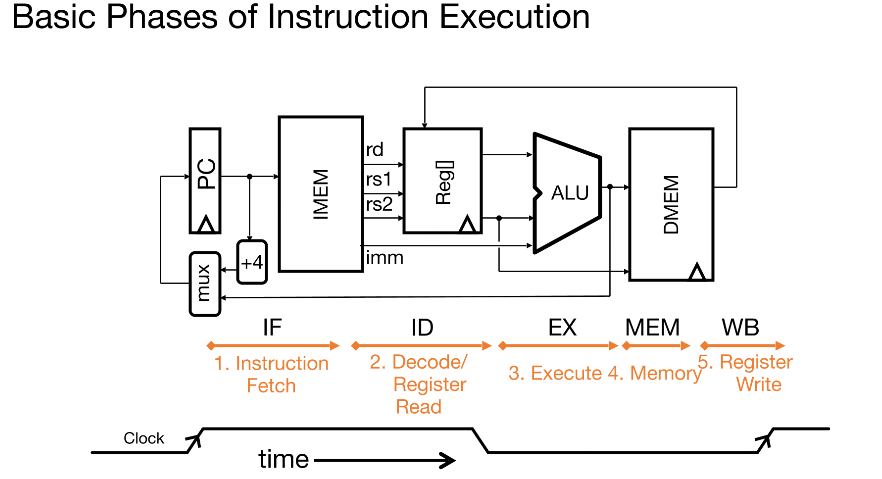 Basic Phases of Instruction Execution
PC
IMEM
rd
rs1
rs2
imm
Reg[]
ALU
DMEM
+4
mux
IF
ID
EX
MEM
WB
1. Instruction
Fetch
2. Decode/
Register
Read
3. Execute
4. Memory
5. Register
Write
Clock
time